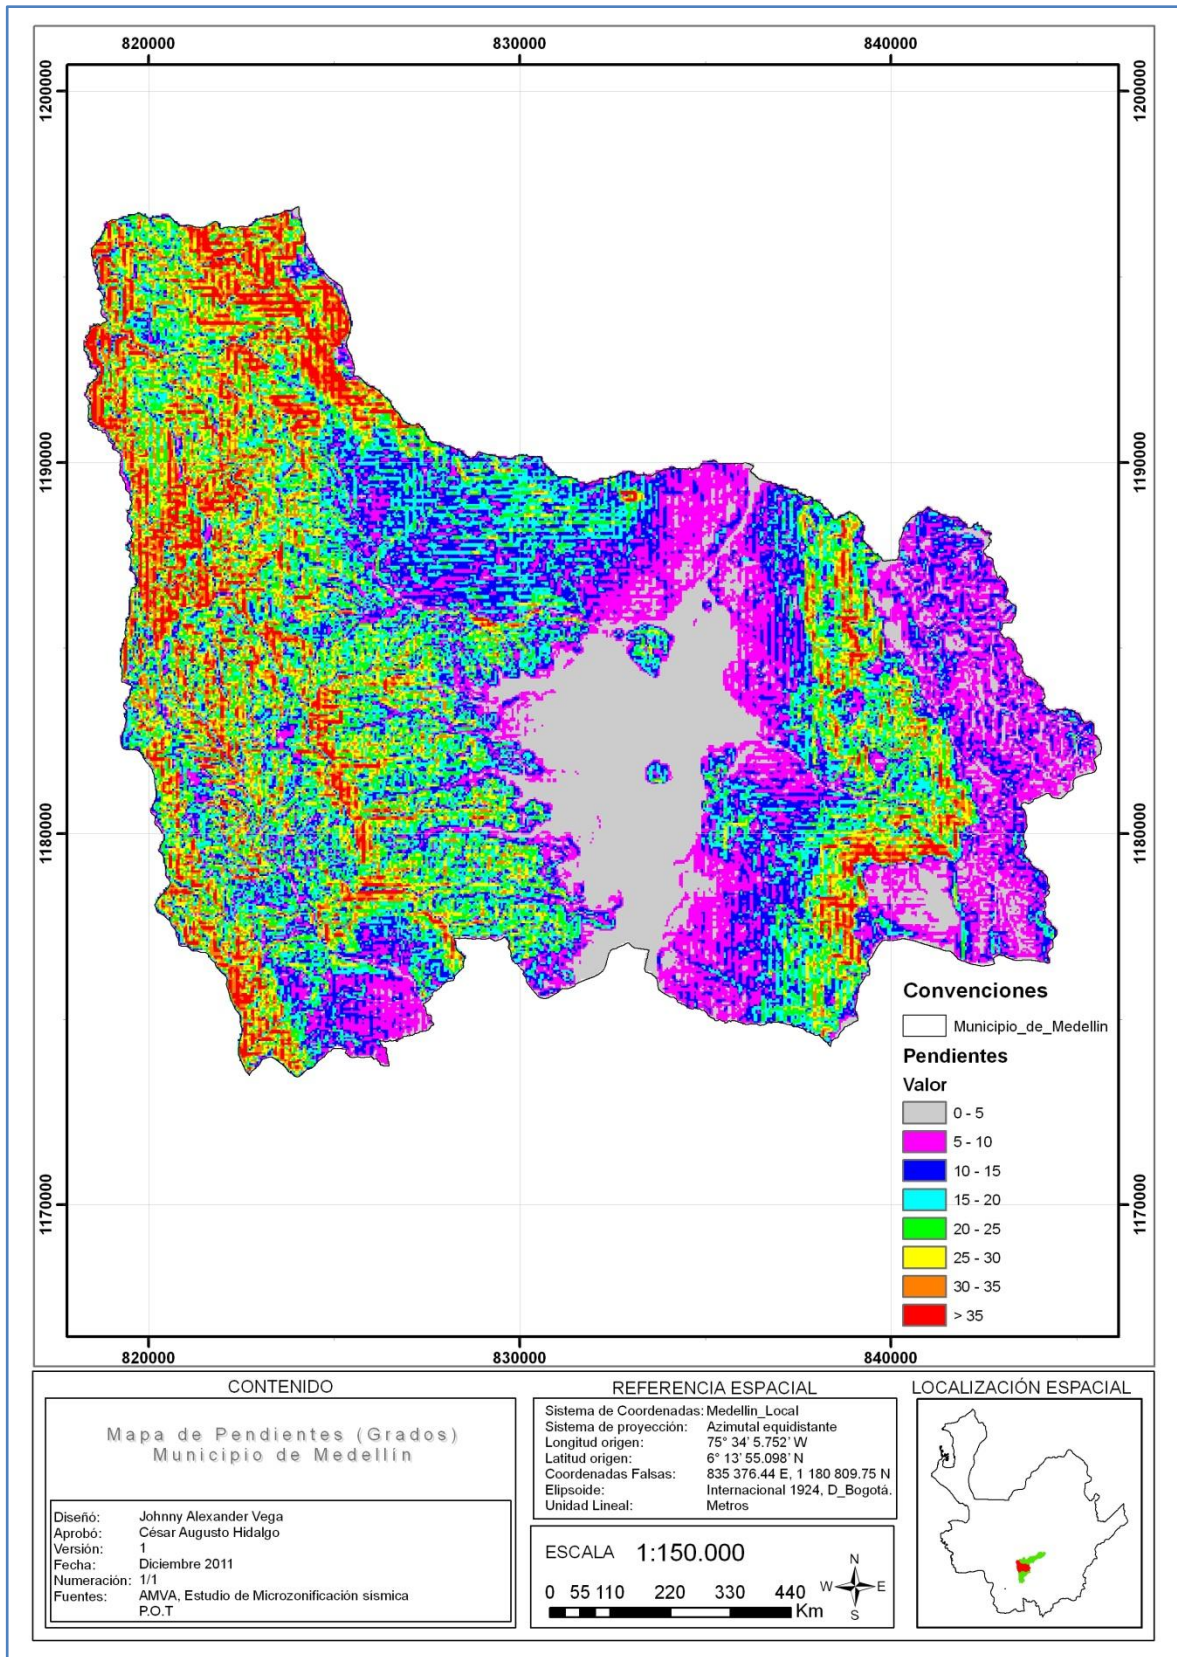 820000 830000 840000
1200000 1200000
1190000 1190000
1180000 1180000
1170000 1170000
Convenciones
Municipio_de_Medellin
Pendientes
Valor
0 - 5
5 - 10
10 - 15
15 - 20
20 - 25
25 - 30
30 - 35
> 35
820000 830000 840000
CONTENIDO
Mapa de Pendientes (Grados)
Municipio de Medellin
Diseñó: Johnny Alexander Vega
Aprobó: César Augusto Hidalgo
Versión: 1
Fecha: Diciembre 2011
Numeración: 1/1
Fuentes: AMVA, Estudio de Microzonificación sismica
P.O.T
REFERENCIA ESPACIAL
Sistema de Coordenadas: Medellin_Local
Sistema de proyección: Azimutal equidistante
Longitud origen: 75° 34' 5.752' W
Latitud origen: 6° 13' 55.098' N
Coordenadas Falsas: 835 376.44 E, 1 180 809.75 N
Elipsoide: Internacional 1924, D_Bogotá.
Unidad Lineal: Metros
ESCALA 1:150.000
0 55 110 220 330 440
Km
N
W E
S
LOCALIZACIÓN ESPACIAL